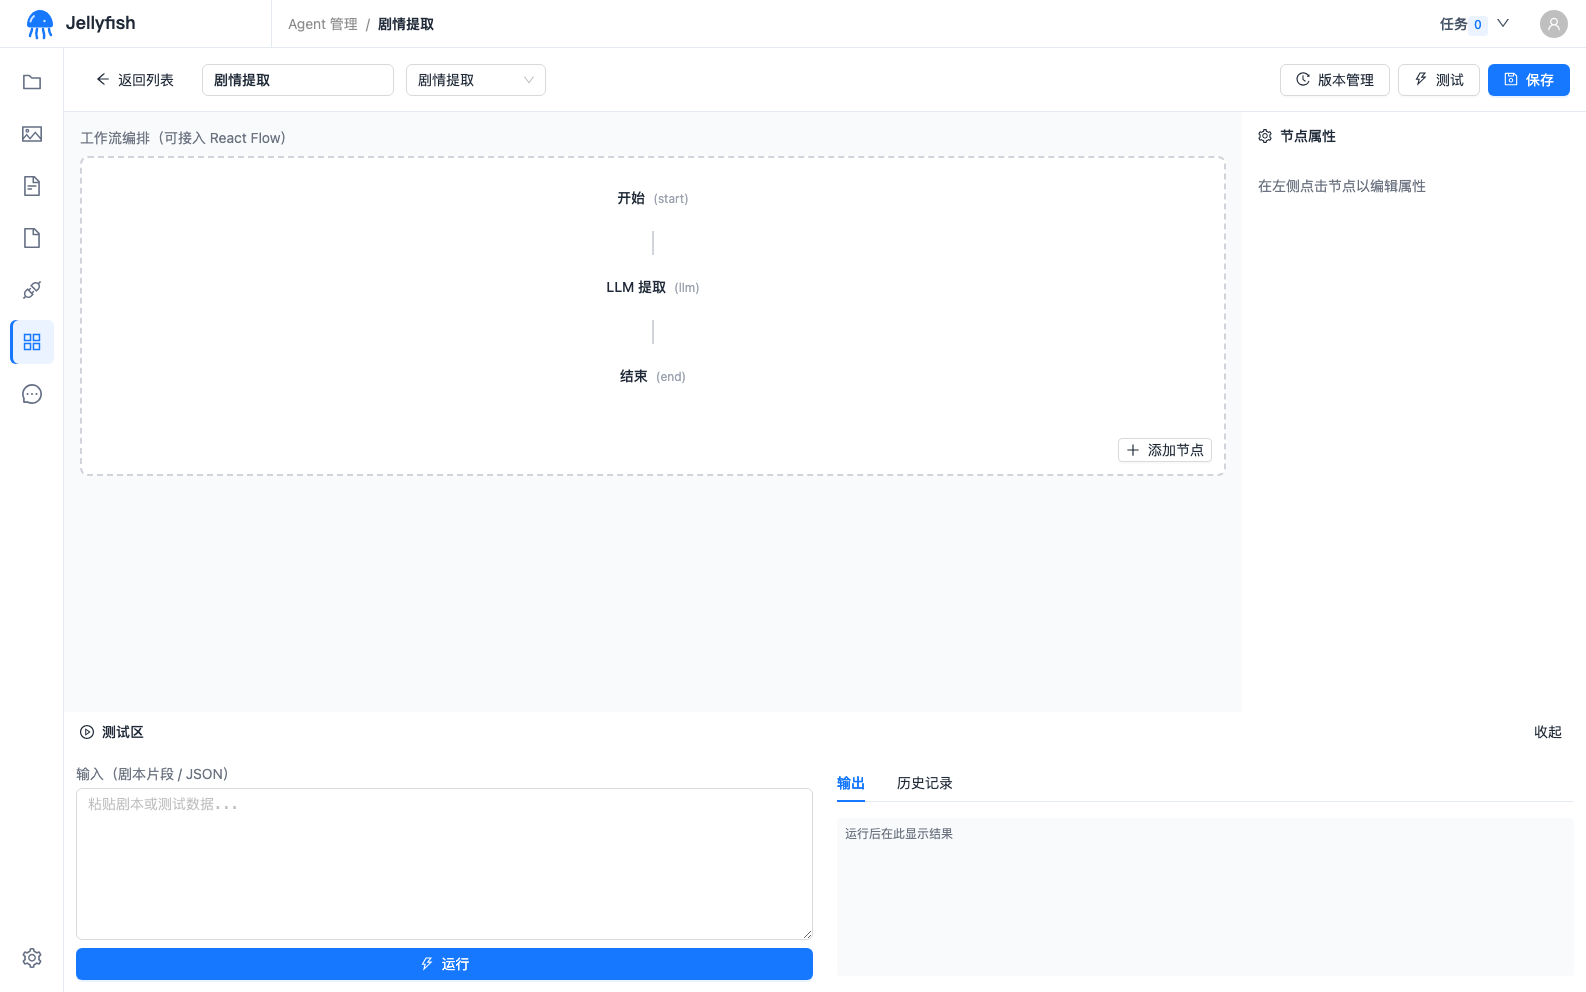 Jellyfish
Agent 管理 / 剧情提取
任务 0
返回列表
剧情提取
剧情提取
版本管理
测试
保存
工作流编排（可接入 React Flow）
开始 (start)
LLM 提取 (llm)
结束 (end)
添加节点
节点属性
在左侧点击节点以编辑属性
测试区
收起
输入（剧本片段 / JSON）
粘贴剧本或测试数据...
运行
输出 历史记录
运行后在此显示结果